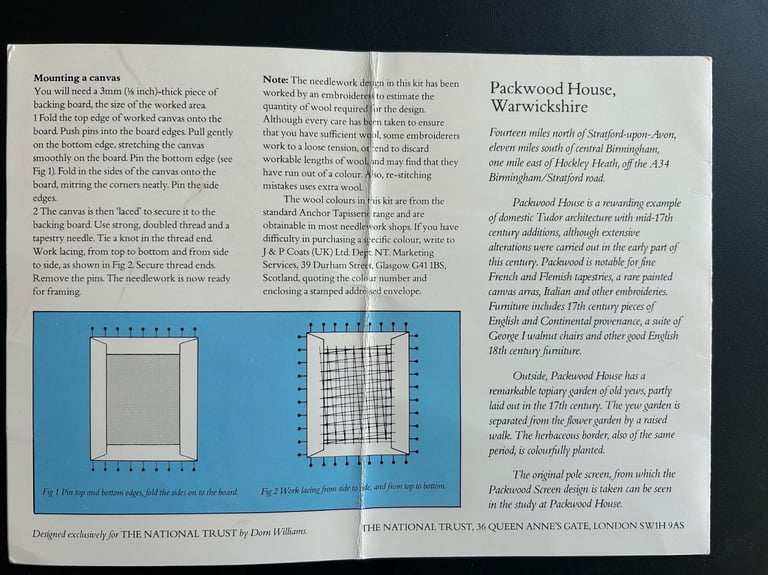 Mounting a canvas
You will need a 3mm (⅛ inch)-thick piece of
backing board, the size of the worked area.
1 Fold the top edge of worked canvas onto the
board. Push pins into the board edges. Pull gently
on the bottom edge, stretching the canvas
smoothly on the board. Pin the bottom edge (see
Fig 1). Fold in the sides of the canvas onto the
board, mitring the corners neatly. Pin the side
edges.
2 The canvas is then 'laced' to secure it to the
backing board. Use strong, doubled thread and a
tapestry needle. Tie a knot in the thread end.
Work lacing, from top to bottom and from side
to side, as shown in Fig 2. Secure thread ends.
Remove the pins. The needlework is now ready
for framing.
Note: The needlework design in this kit has been
worked by an embroideress to estimate the
quantity of wool required for the design.
Although every care has been taken to ensure
that you have sufficient wool, some embroiderers
work to a loose tension, or tend to discard
workable lengths of wool, and may find that they
have run out of a colour. Also, re-stitching
mistakes uses extra wool.
The wool colours in this kit are from the
standard Anchor Tapisserie range and are
obtainable in most needlework shops. If you have
difficulty in purchasing a specific colour, write to
J & P Coats (UK) Ltd. Dept. NT. Marketing
Services, 39 Durham Street, Glasgow G41 1BS,
Scotland, quoting the colour number and
enclosing a stamped addressed envelope.
Fig 1 Pin top and bottom edges, fold the sides on to the board.
Fig 2 Work lacing from side to side, and from top to bottom.
Designed exclusively for THE NATIONAL TRUST by Dorn Williams.
Packwood House,
Warwickshire
Fourteen miles north of Stratford-upon-Avon,
eleven miles south of central Birmingham,
one mile east of Hockley Heath, off the A34
Birmingham/Stratford road.
Packwood House is a rewarding example
of domestic Tudor architecture with mid-17th
century additions, although extensive
alterations were carried out in the early part of
this century. Packwood is notable for fine
French and Flemish tapestries, a rare painted
canvas arras, Italian and other embroideries.
Furniture includes 17th century pieces of
English and Continental provenance, a suite of
George I walnut chairs and other good English
18th century furniture.
Outside, Packwood House has a
remarkable topiary garden of old yews, partly
laid out in the 17th century. The yew garden is
separated from the flower garden by a raised
walk. The herbaceous border, also of the same
period, is colourfully planted.
The original pole screen, from which the
Packwood Screen design is taken can be seen
in the study at Packwood House.
THE NATIONAL TRUST, 36 QUEEN ANNE'S GATE, LONDON SW1H 9AS